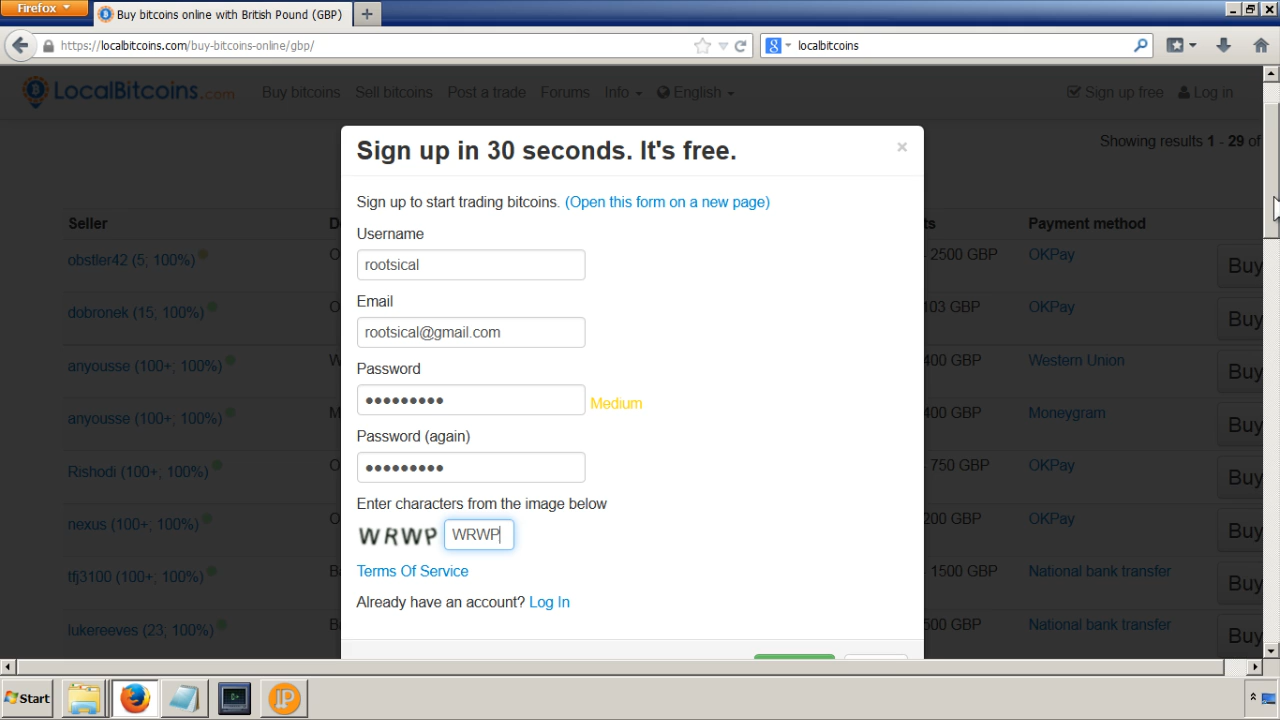 Firefox
Buy bitcoins online with British Pound (GBP)
https://localbitcoins.com/buy-bitcoins-online/gbp/
localbitcoins
LocalBitcoins.com Buy bitcoins Sell bitcoins Post a trade Forums Info English Sign up free Log in
Showing results 1 - 29 of
Sign up in 30 seconds. It's free. ×
Sign up to start trading bitcoins. (Open this form on a new page)
Username
rootsical
Email
rootsical@gmail.com
Password
Medium
Password (again)
Enter characters from the image below
WRWP WRWP
Terms Of Service
Already have an account? Log In
Seller Payment method
obstler42 (5; 100%) 2500 GBP OKPay Buy
dobronek (15; 100%) 103 GBP OKPay Buy
anyousse (100+; 100%) 400 GBP Western Union Buy
anyousse (100+; 100%) 400 GBP Moneygram Buy
Rishodi (100+; 100%) 750 GBP OKPay Buy
nexus (100+; 100%) 200 GBP OKPay Buy
tfj3100 (100+; 100%) 1500 GBP National bank transfer Buy
lukereeves (23; 100%) 500 GBP National bank transfer Buy
Start